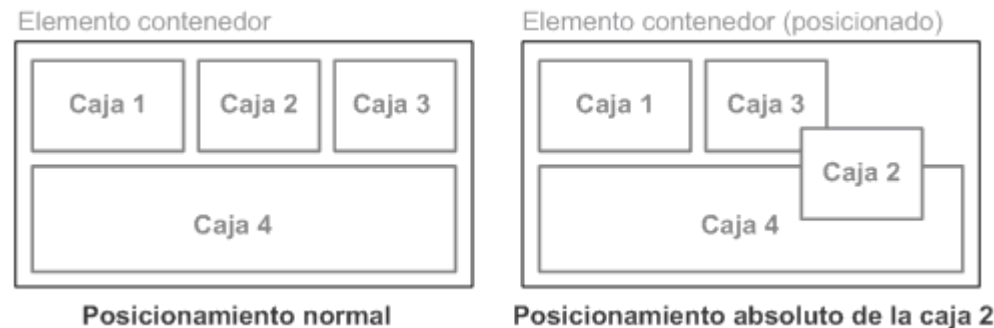 Elemento contenedor
Caja 1
Caja 2
Caja 3
Caja 4
Posicionamiento normal
Elemento contenedor (posicionado)
Caja 1
Caja 3
Caja 2
Caja 4
Posicionamiento absoluto de la caja 2